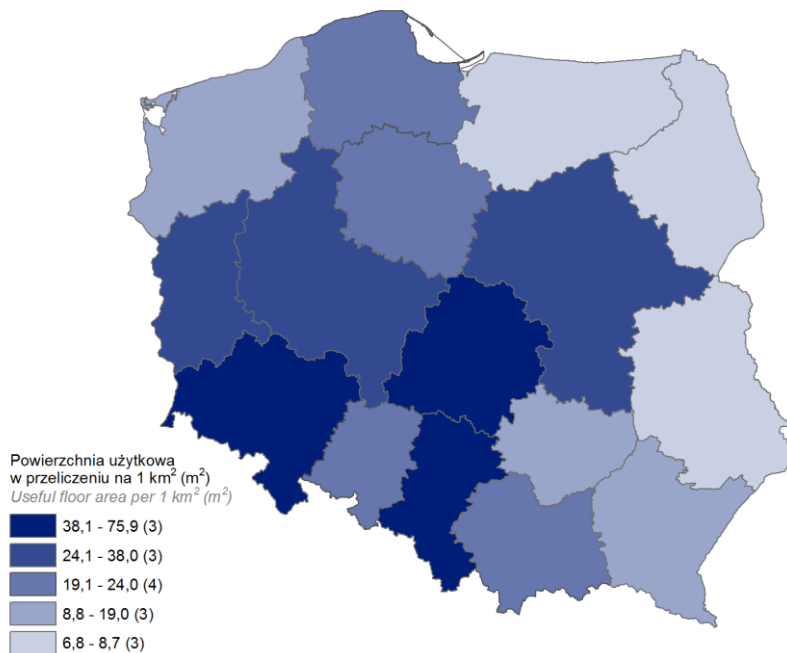 Powierzchnia użytkowa
w przeliczeniu na 1 km² (m²)
Useful floor area per 1 km² (m²)
38,1 - 75,9 (3)
24,1 - 38,0 (3)
19,1 - 24,0 (4)
8,8 - 19,0 (3)
6,8 - 8,7 (3)